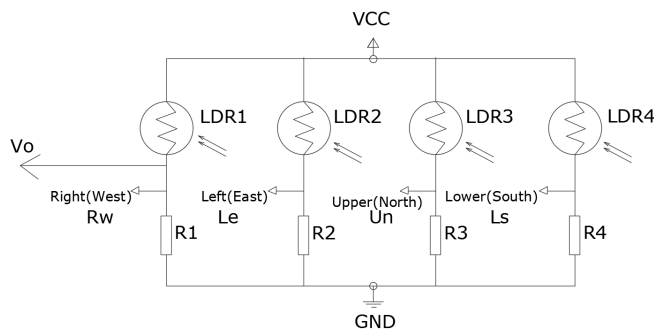 VCC
LDR1
LDR2
LDR3
LDR4
Vo
Right(West)
Rw
Left(East)
Le
Upper(North)
Un
Lower(South)
Ls
R1
R2
R3
R4
GND